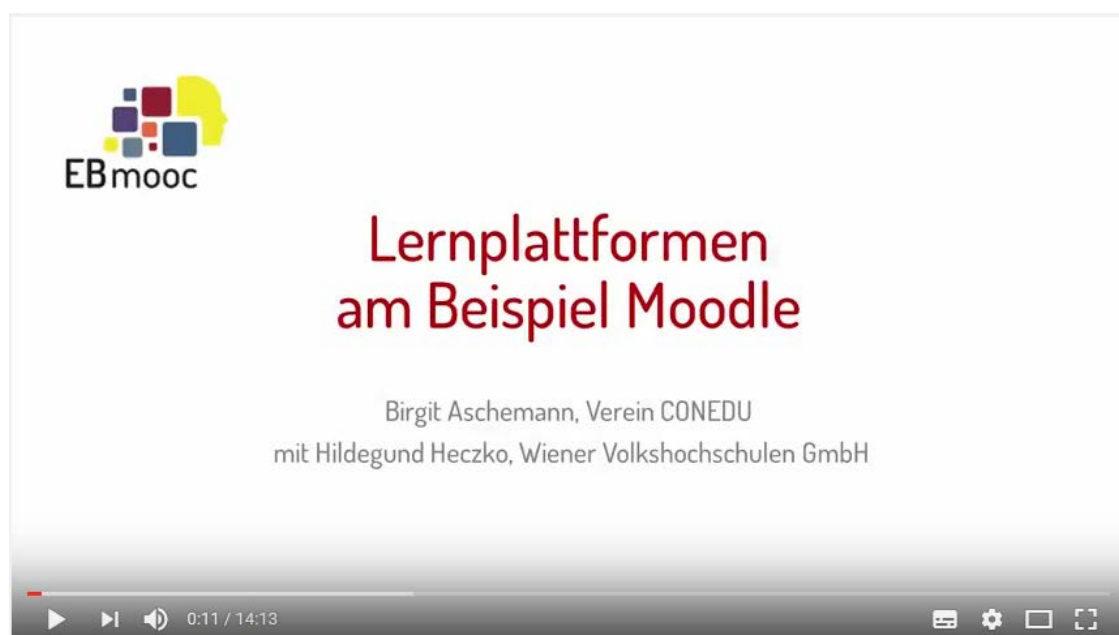 EBmooc
Lernplattformen
am Beispiel Moodle
Birgit Aschemann, Verein CONEDU
mit Hildegund Heczko, Wiener Volkshochschulen GmbH
0:11 / 14:13